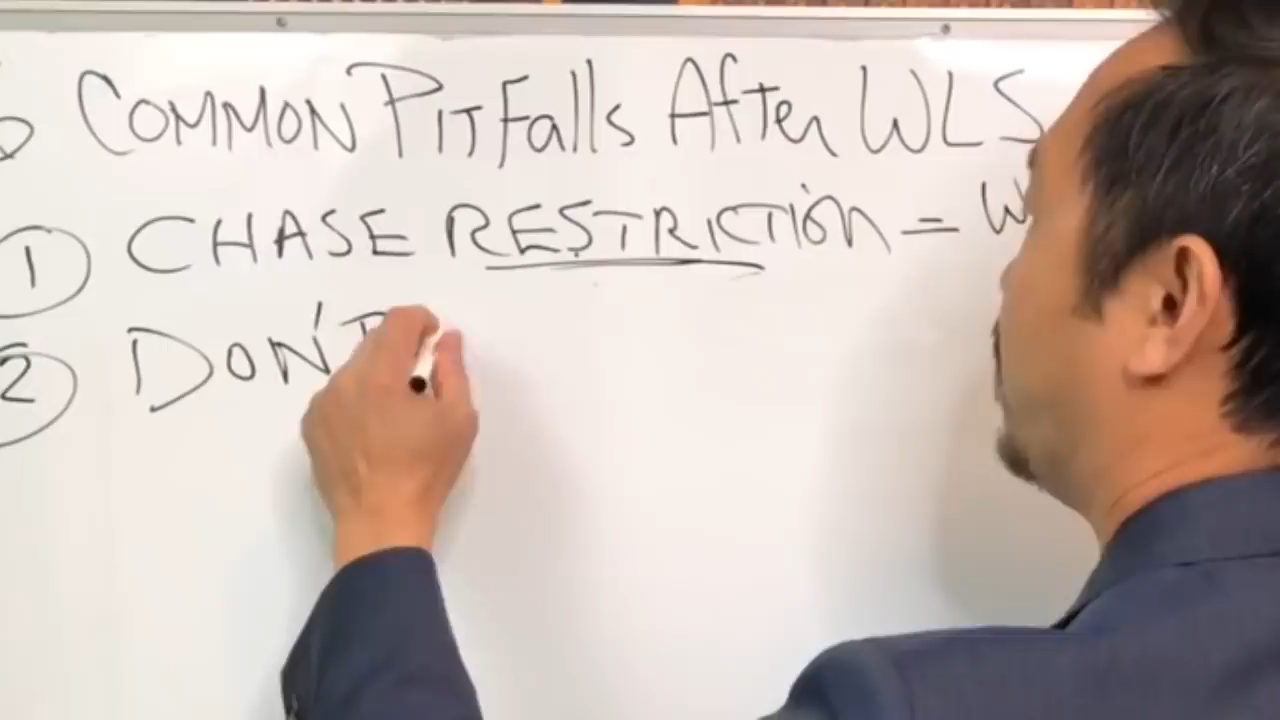 COMMON PITFalls After WLS
1 CHASE RESTRICTION = W
2 DON'T